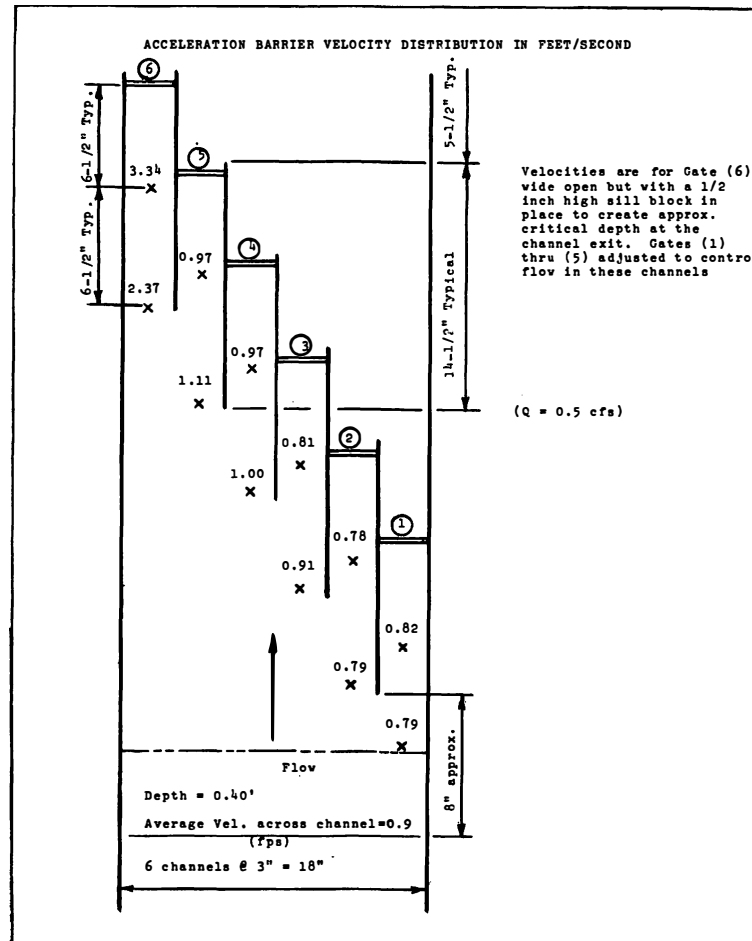 ACCELERATION BARRIER VELOCITY DISTRIBUTION IN FEET/SECOND
6
5-1/2" Typ.
6-1/2" Typ.
5
3.34
Velocities are for Gate (6)
wide open but with a 1/2
inch high sill block in
place to create approx.
critical depth at the
channel exit. Gates (1)
thru (5) adjusted to contro
flow in these channels
4
0.97
6-1/2" Typ.
2.37
14-1/2" Typical
3
0.97
1.11
(Q = 0.5 cfs)
2
0.81
1.00
1
0.78
0.91
0.82
0.79
0.79
Flow
8" approx.
Depth = 0.40'
Average Vel. across channel=0.9
(fps)
6 channels @ 3" = 18"